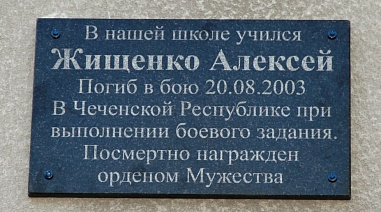 В нашей школе учился
Жищенко Алексей
Погиб в бою 20.08.2003
В Чеченской Республике при
выполнении боевого задания.
Посмертно награжден
орденом Мужества